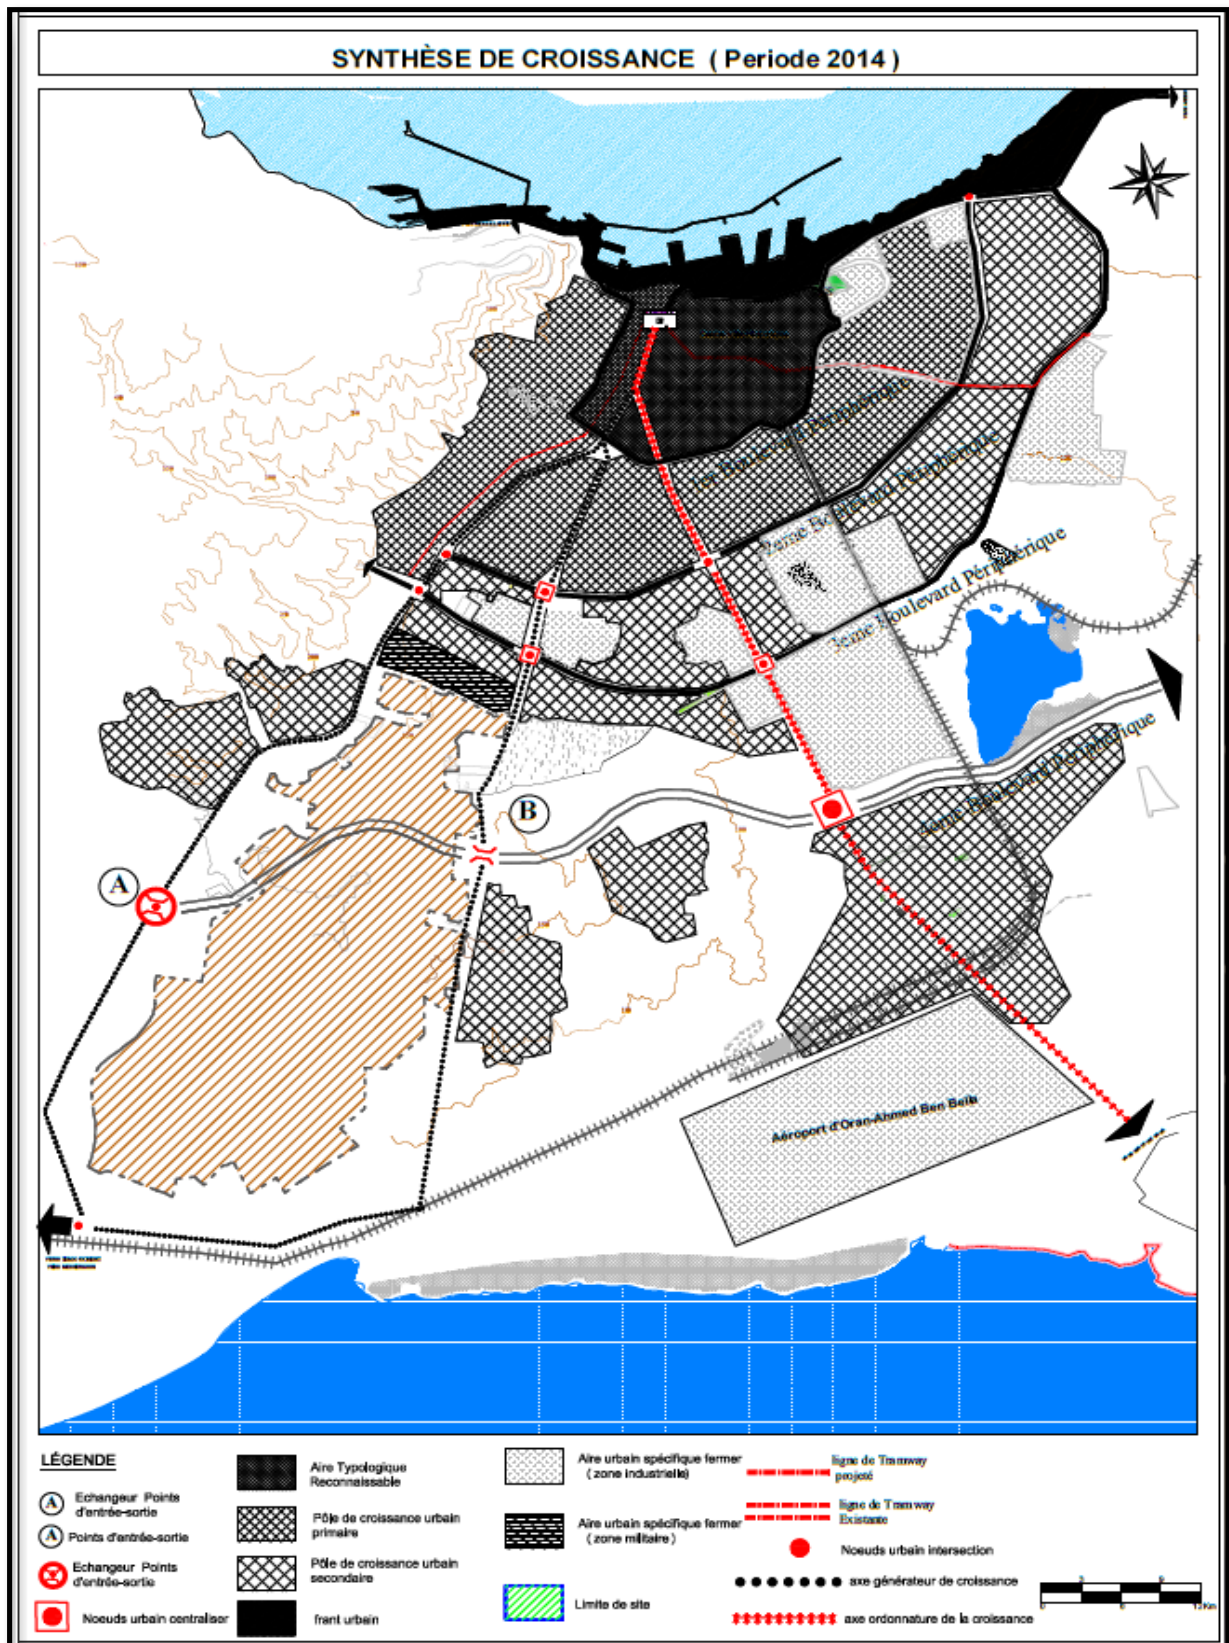 SYNTHÈSE DE CROISSANCE ( Periode 2014 )
1er Boulevard Périphérique
2eme Boulevard Périphérique
3eme Boulevard Périphérique
4eme Boulevard Périphérique
B
A
Aéroport d'Oran-Ahmed Ben Bella
LÉGENDE
A Echangeur Points
d'entrée-sortie
A Points d'entrée-sortie
Echangeur Points
d'entrée-sortie
Noeuds urbain centraliser
Aire Typologique
Reconnaissable
Pôle de croissance urbain
primaire
Pôle de croissance urbain
secondaire
frant urbain
Aire urbain spécifique fermer
( zone industrielle)
Aire urbain spécifique fermer
( zone militaire )
Limite de site
ligne de Tramway
projeté
ligne de Tramway
Existante
Noeuds urbain intersection
axe générateur de croissance
axe ordonnature de la croissance